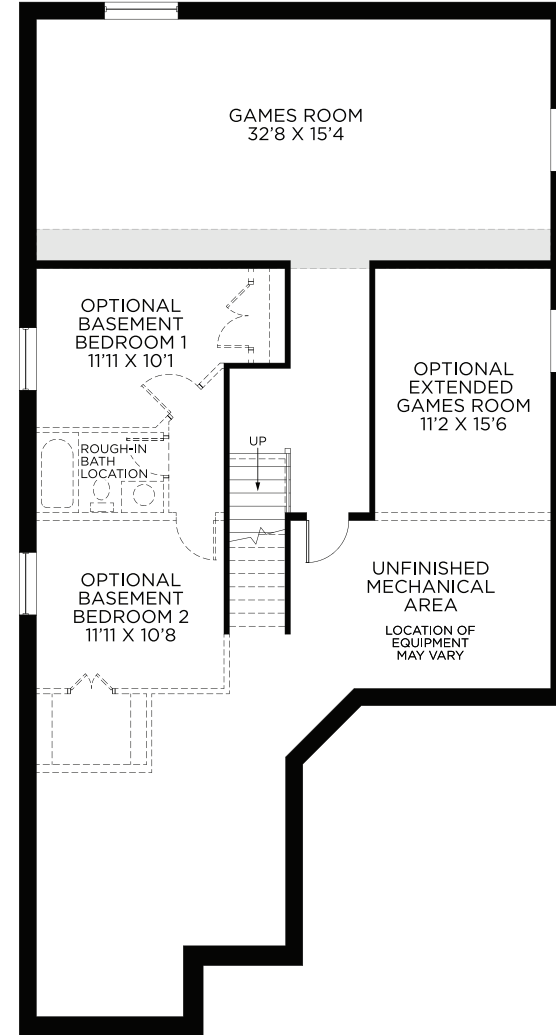 GAMES ROOM
32'8 X 15'4
OPTIONAL
BASEMENT
BEDROOM 1
11'11 X 10'1
OPTIONAL
EXTENDED
GAMES ROOM
11'2 X 15'6
ROUGH-IN
BATH
LOCATION
UP
OPTIONAL
BASEMENT
BEDROOM 2
11'11 X 10'8
UNFINISHED
MECHANICAL
AREA
LOCATION OF
EQUIPMENT
MAY VARY